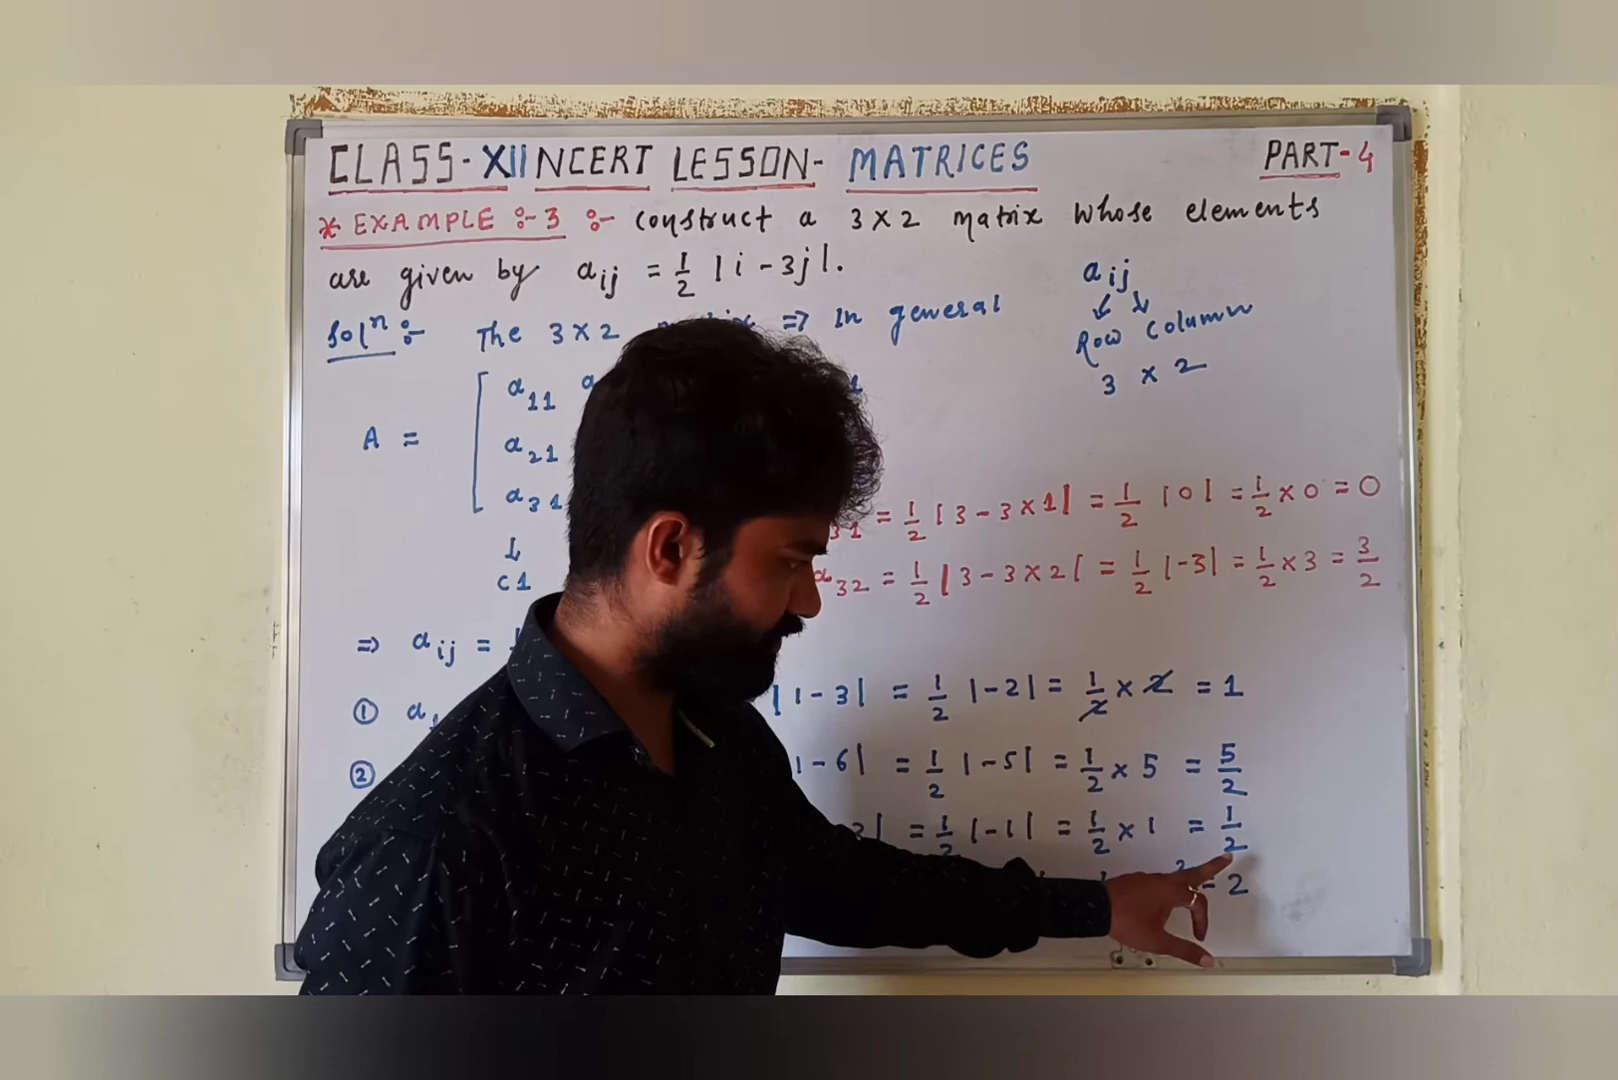 CLASS-XII NCERT LESSON- MATRICES PART-4
* EXAMPLE :- 3 :- construct a 3×2 matrix whose elements
are given by a_ij = 1/2 |i - 3j|.
a_ij
Row column
3 × 2
Solⁿ :- The 3×2 ⇒ in general
a_11
A = a_21
a_31
↓
C1
31 = 1/2 |3-3×1| = 1/2 |0| = 1/2 × 0 = 0
a_32 = 1/2 |3-3×2| = 1/2 |-3| = 1/2 × 3 = 3/2
⇒ a_ij =
① a |1-3| = 1/2 |-2| = 1/2 × 2 = 1
② 1-6| = 1/2 |-5| = 1/2 × 5 = 5/2
= 1/2 |-1| = 1/2 × 1 = 1/2
2